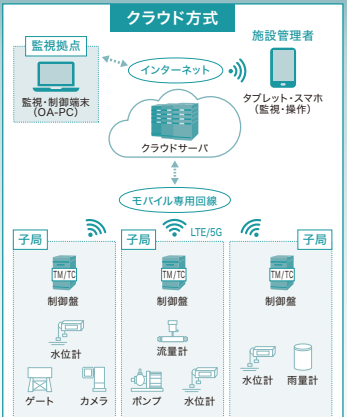 クラウド方式
監視拠点
施設管理者
インターネット
監視・制御端末
(OA-PC)
タブレット・スマホ
(監視・操作)
クラウドサーバ
モバイル専用回線
LTE/5G
子局
子局
子局
TM/TC
TM/TC
TM/TC
制御盤
制御盤
制御盤
水位計
流量計
水位計
雨量計
ゲート
カメラ
ポンプ
水位計